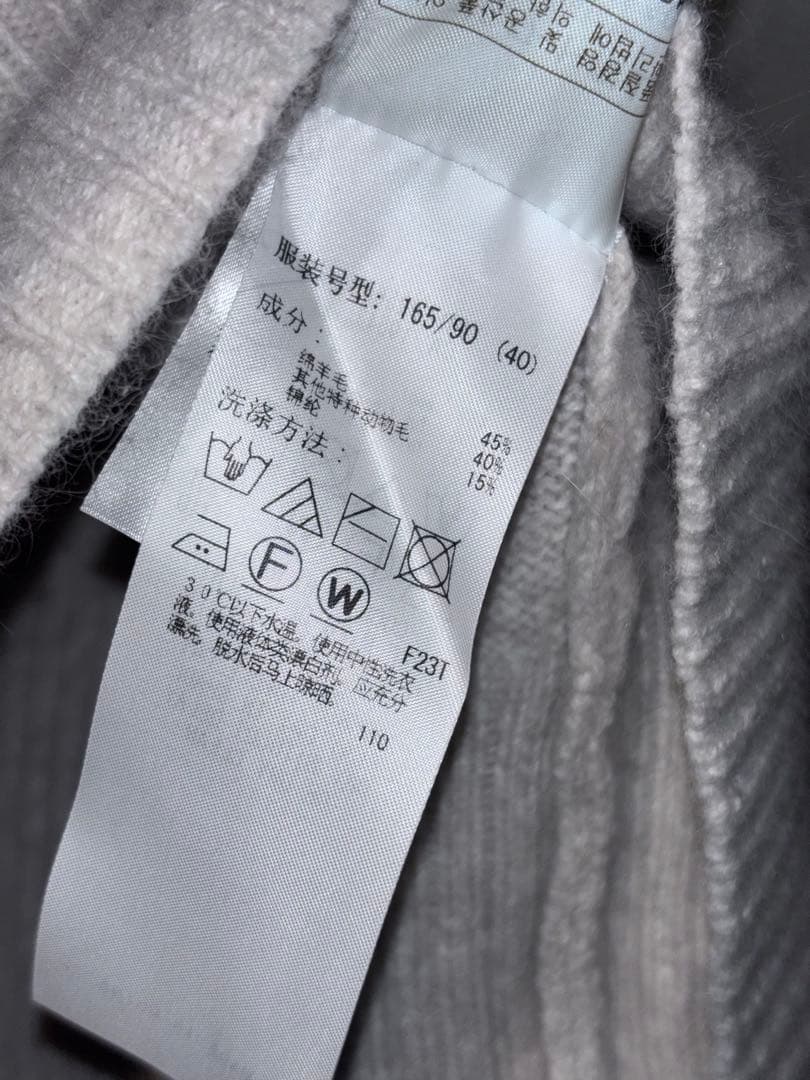 服装号型: 165/90 (40)
成分:
绵羊毛 45%
其他特种动物毛 40%
锦纶 15%
洗涤方法:
F
W
F23T
30℃以下水温, 使用中性洗衣
液, 使用液体类漂白剂, 应充分
漂洗, 脱水后马上晾晒.
110